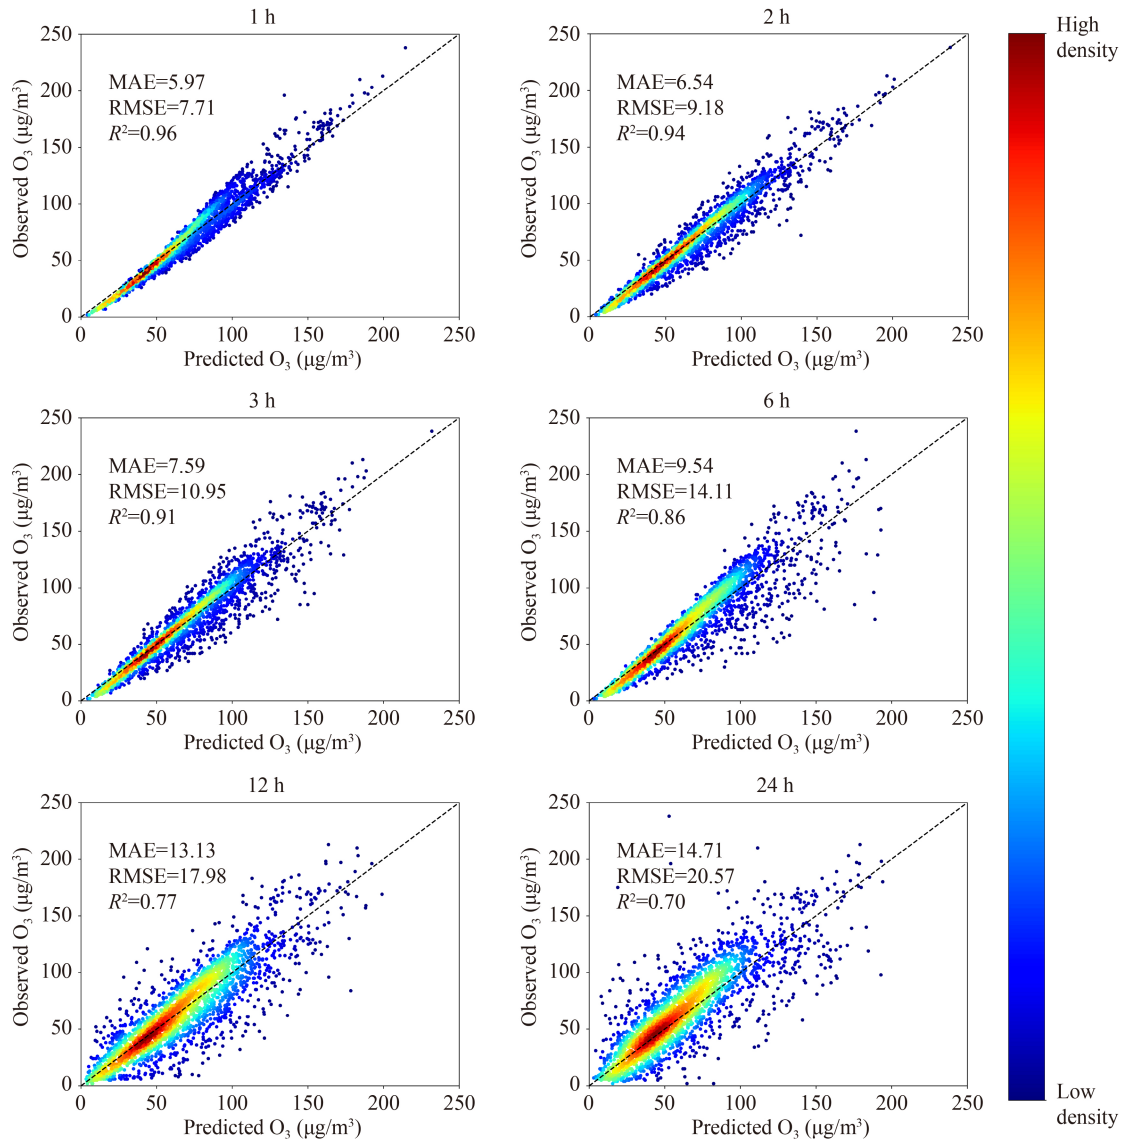 1 h
250
200
150
100
50
0
0 50 100 150 200 250
Observed O₃ (μg/m³)
Predicted O₃ (μg/m³)
MAE=5.97
RMSE=7.71
R²=0.96
2 h
250
200
150
100
50
0
0 50 100 150 200 250
Observed O₃ (μg/m³)
Predicted O₃ (μg/m³)
MAE=6.54
RMSE=9.18
R²=0.94
3 h
250
200
150
100
50
0
0 50 100 150 200 250
Observed O₃ (μg/m³)
Predicted O₃ (μg/m³)
MAE=7.59
RMSE=10.95
R²=0.91
6 h
250
200
150
100
50
0
0 50 100 150 200 250
Observed O₃ (μg/m³)
Predicted O₃ (μg/m³)
MAE=9.54
RMSE=14.11
R²=0.86
12 h
250
200
150
100
50
0
0 50 100 150 200 250
Observed O₃ (μg/m³)
Predicted O₃ (μg/m³)
MAE=13.13
RMSE=17.98
R²=0.77
24 h
250
200
150
100
50
0
0 50 100 150 200 250
Observed O₃ (μg/m³)
Predicted O₃ (μg/m³)
MAE=14.71
RMSE=20.57
R²=0.70
High
density
Low
density